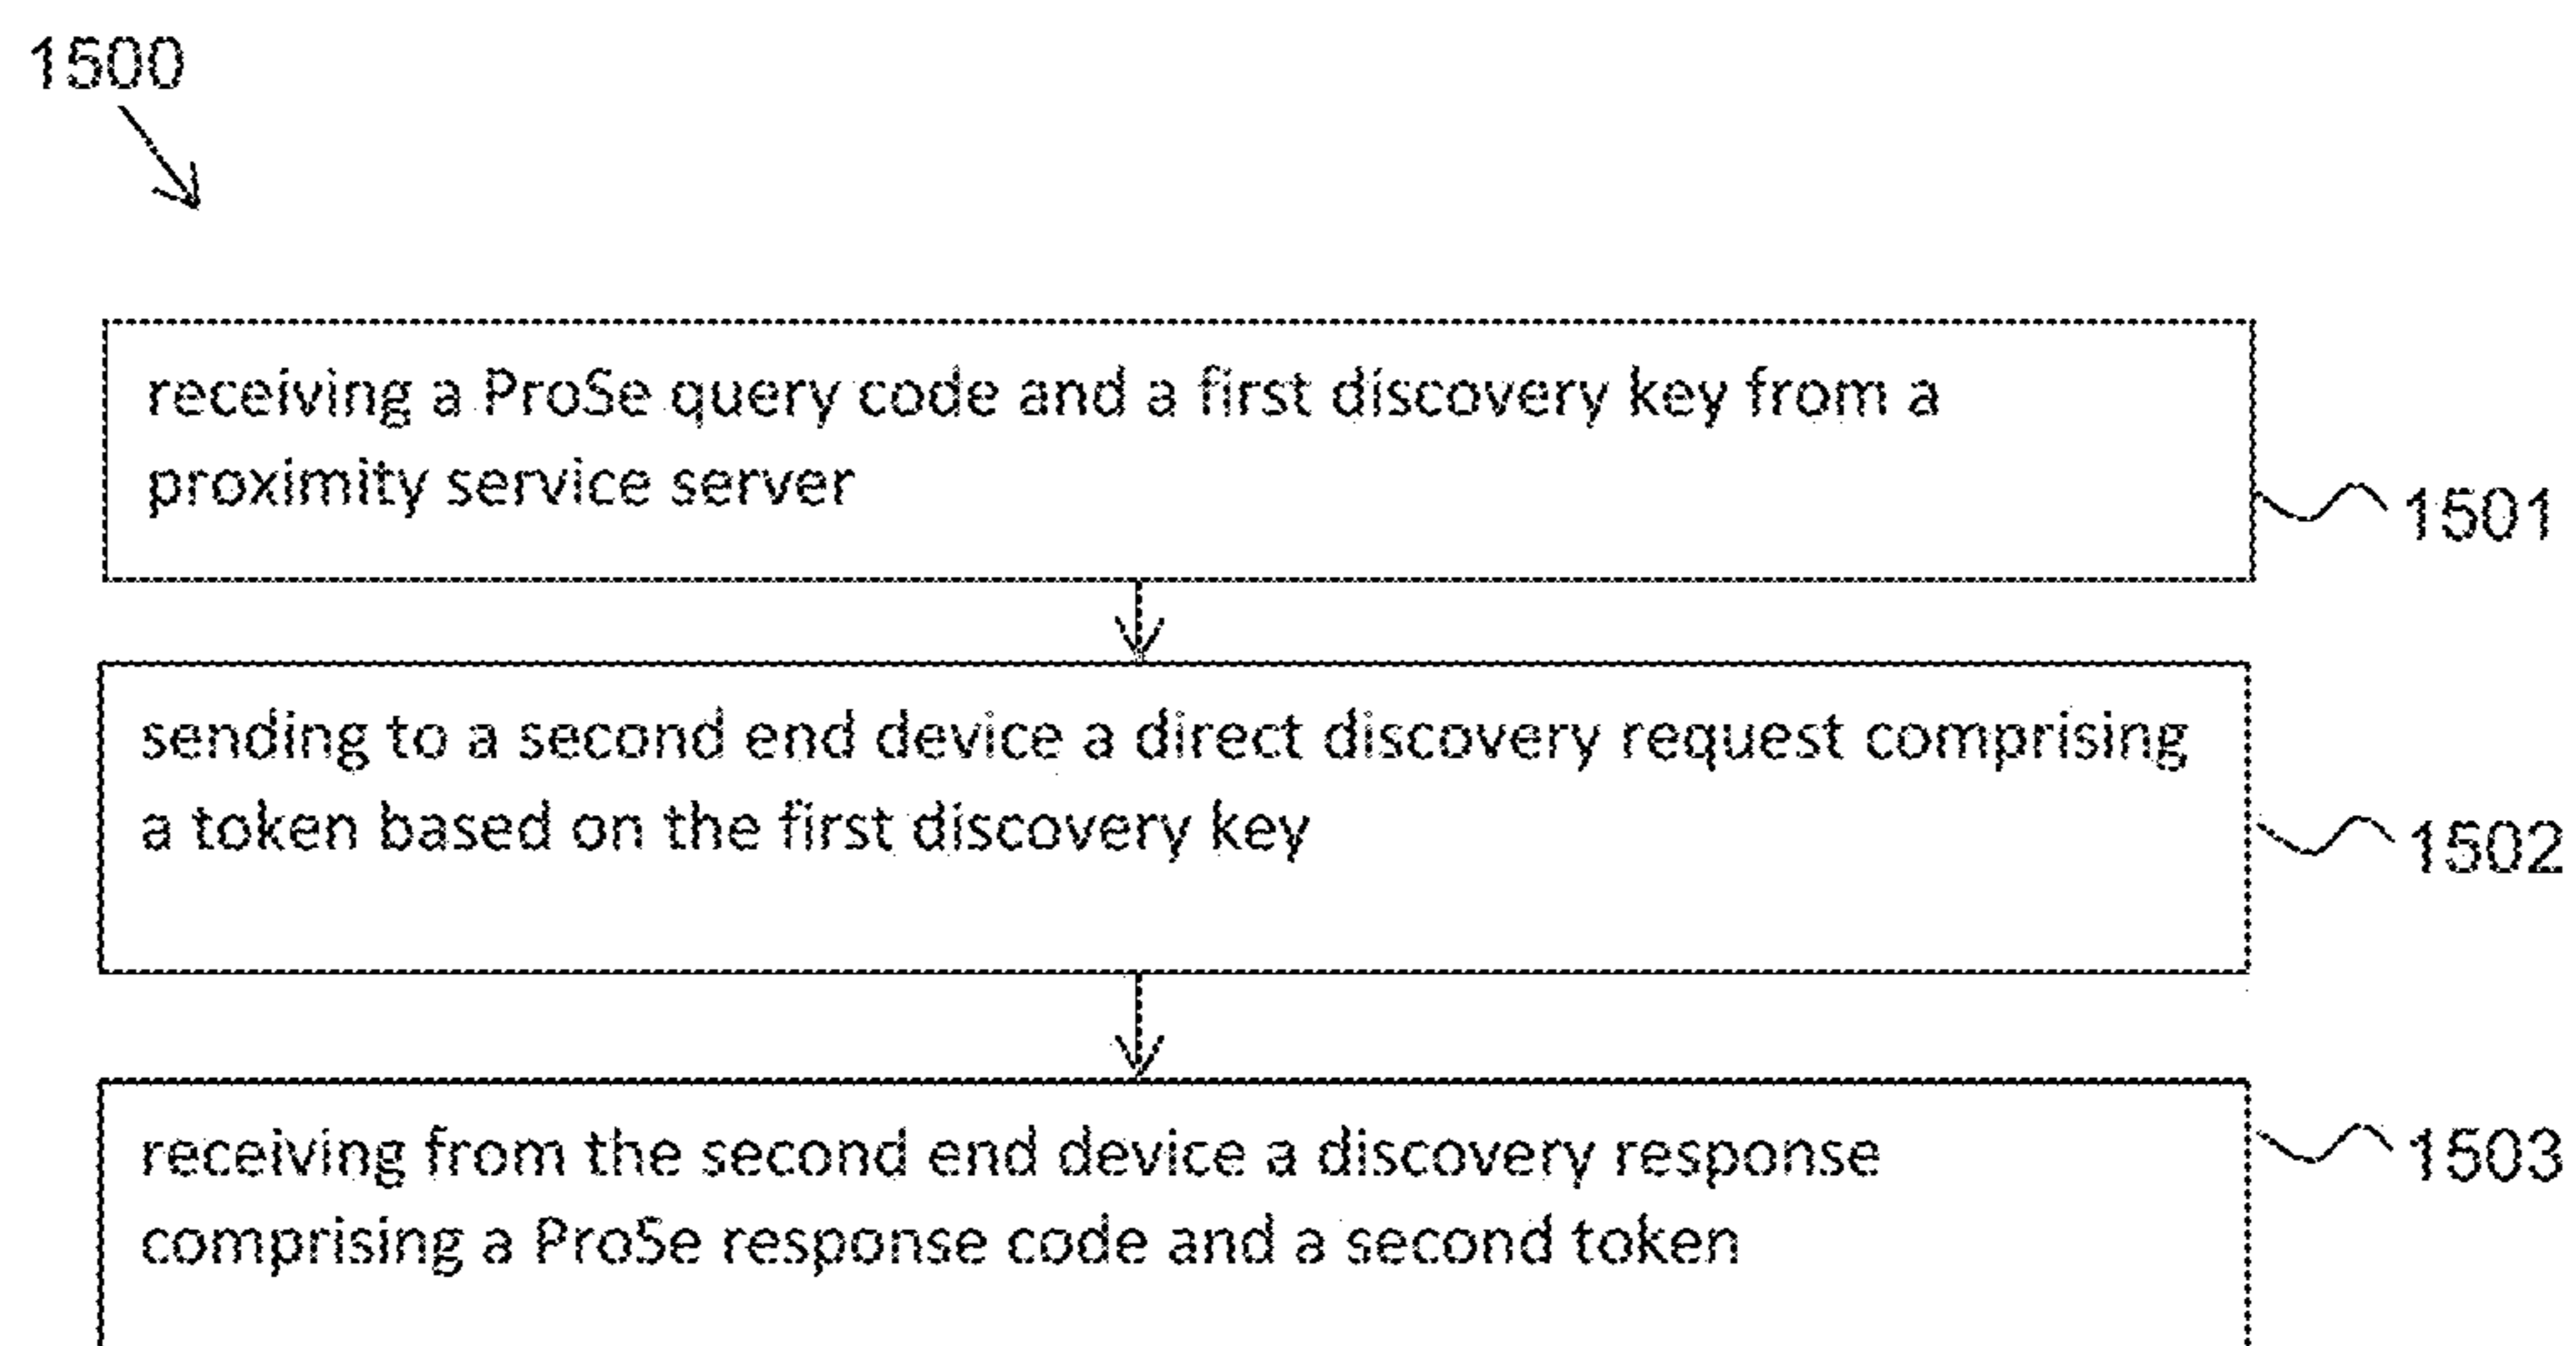 1500
receiving a ProSe query code and a first discovery key from a
proximity service server
1501
sending to a second end device a direct discovery request comprising
a token based on the first discovery key
1502
receiving from the second end device a discovery response
comprising a ProSe response code and a second token
1503